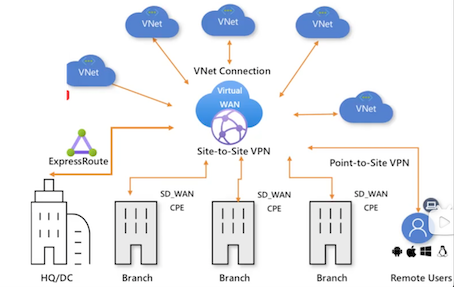 VNet
VNet
VNet
VNet
VNet Connection
Virtual
WAN
VNet
Site-to-Site VPN
ExpressRoute
Point-to-Site VPN
SD_WAN
CPE
SD_WAN
CPE
SD_WAN
CPE
HQ/DC
Branch
Branch
Branch
Remote Users